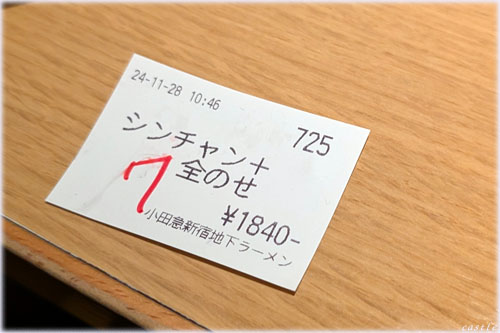 24-11-28 10:46
725
シンチャン+
全のせ
7
¥1840-
小田急新宿地下ラーメン